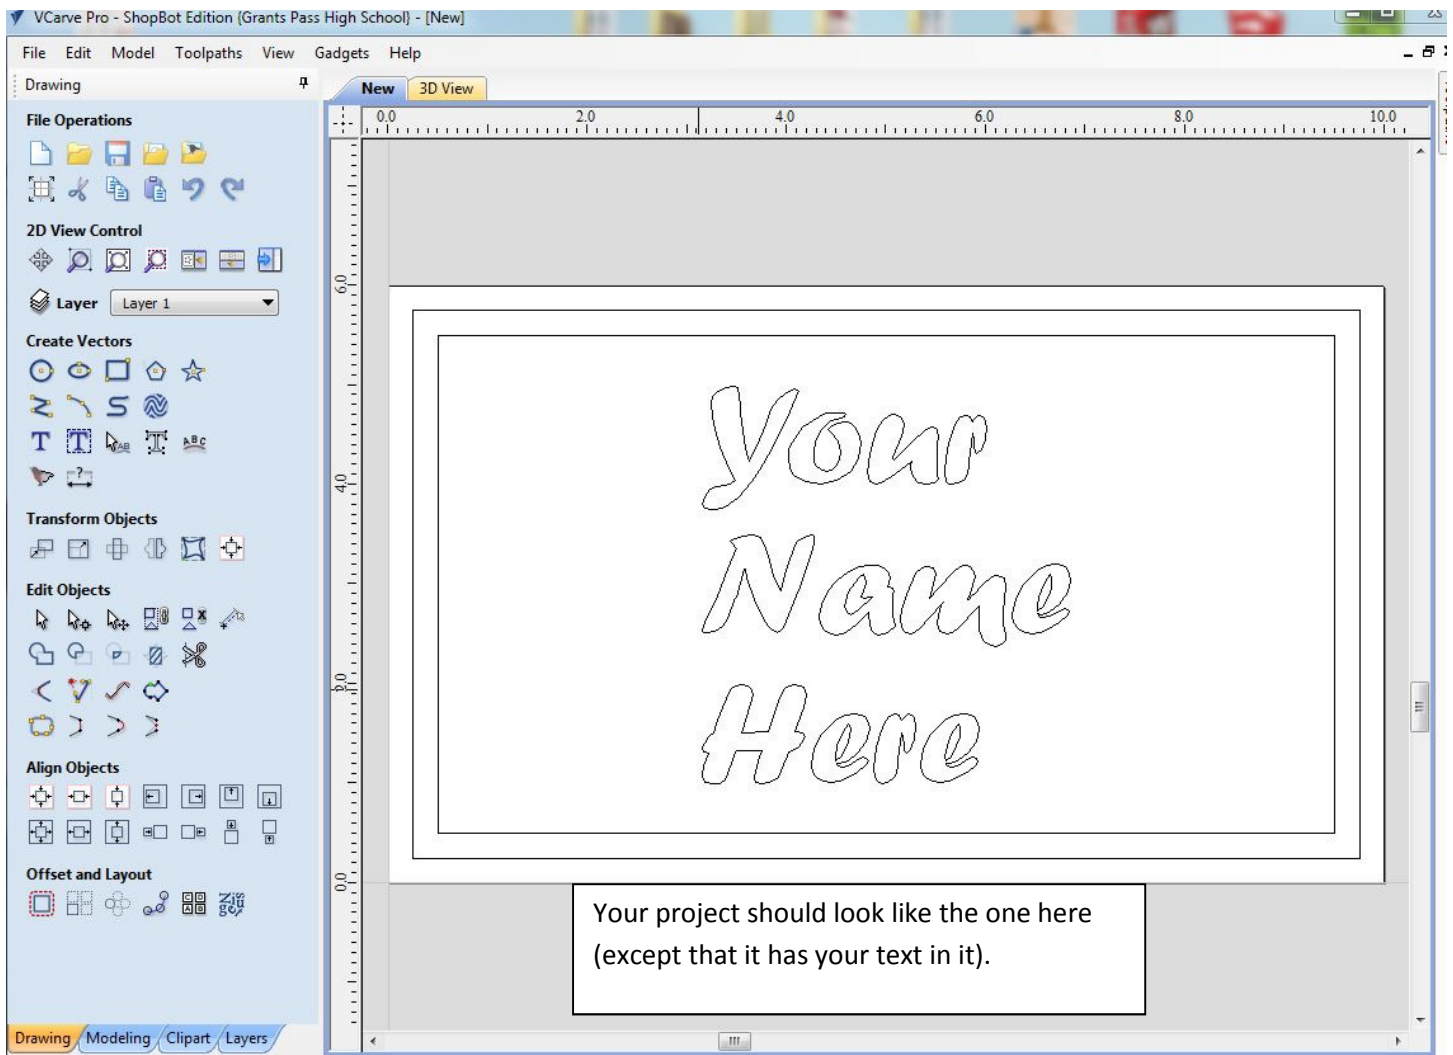 VCarve Pro - ShopBot Edition {Grants Pass High School} - [New]
File Edit Model Toolpaths View Gadgets Help
Drawing
New 3D View
File Operations
0.0 2.0 4.0 6.0 8.0 10.0
2D View Control
Layer Layer 1
6.0
Create Vectors
4.0
Transform Objects
Edit Objects
2.0
Align Objects
Offset and Layout
0.0
Your
Name
Here
Your project should look like the one here
(except that it has your text in it).
Drawing Modeling Clipart Layers